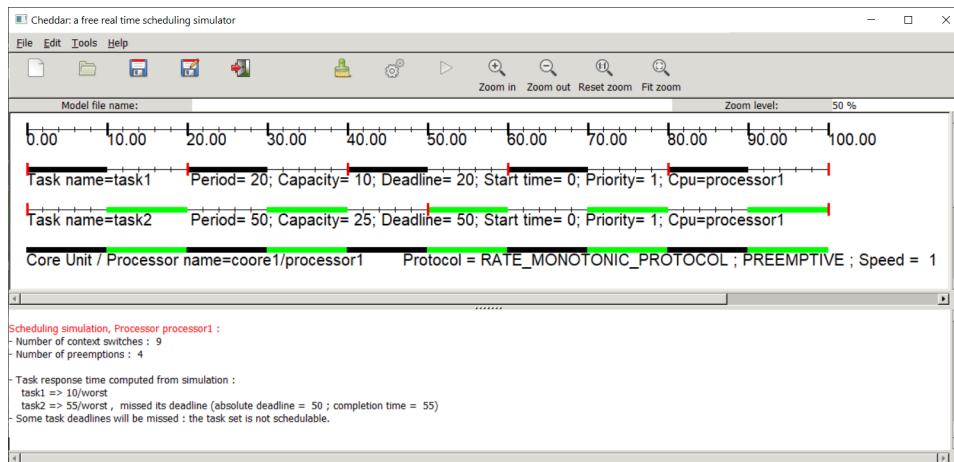 Cheddar: a free real time scheduling simulator
File Edit Tools Help
Zoom in Zoom out Reset zoom Fit zoom
Model file name: Zoom level: 50 %
0.00 10.00 20.00 30.00 40.00 50.00 60.00 70.00 80.00 90.00 100.00
Task name=task1 Period= 20; Capacity= 10; Deadline= 20; Start time= 0; Priority= 1; Cpu=processor1
Task name=task2 Period= 50; Capacity= 25; Deadline= 50; Start time= 0; Priority= 1; Cpu=processor1
Core Unit / Processor name=coore1/processor1 Protocol = RATE_MONOTONIC_PROTOCOL ; PREEMPTIVE ; Speed = 1
Scheduling simulation, Processor processor1 :
- Number of context switches : 9
- Number of preemptions : 4
- Task response time computed from simulation :
task1 => 10/worst
task2 => 55/worst , missed its deadline (absolute deadline = 50 ; completion time = 55)
- Some task deadlines will be missed : the task set is not schedulable.